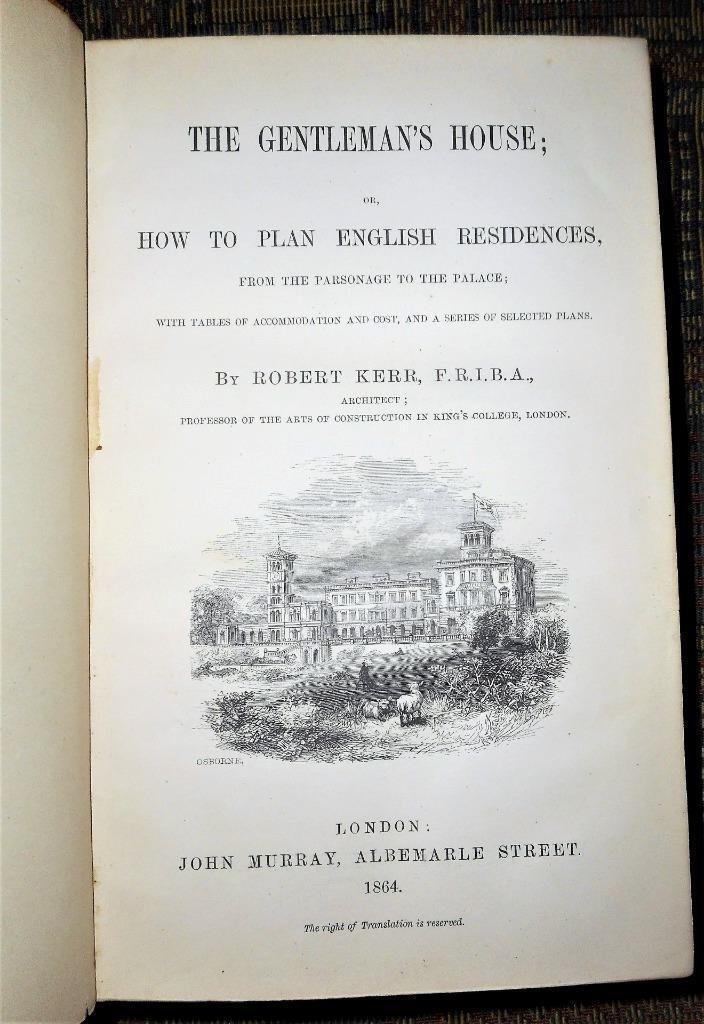 THE GENTLEMAN'S HOUSE;
OR,
HOW TO PLAN ENGLISH RESIDENCES,
FROM THE PARSONAGE TO THE PALACE;
WITH TABLES OF ACCOMMODATION AND COST, AND A SERIES OF SELECTED PLANS.
By ROBERT KERR, F.R.I.B.A.,
ARCHITECT;
PROFESSOR OF THE ARTS OF CONSTRUCTION IN KING'S COLLEGE, LONDON.
OSBORNE.
LONDON:
JOHN MURRAY, ALBEMARLE STREET.
1864.
The right of Translation is reserved.